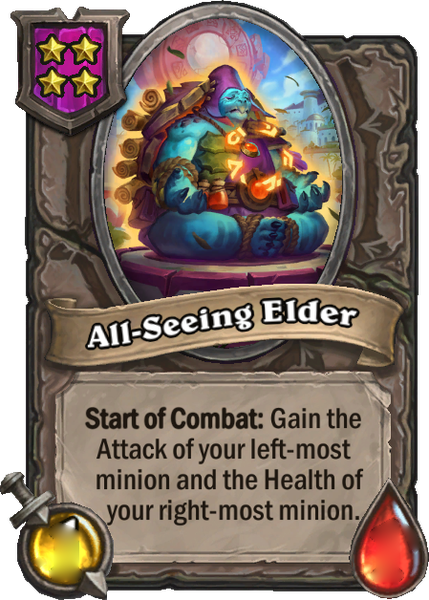 All-Seeing Elder
Start of Combat: Gain the
Attack of your left-most
minion and the Health of
your right-most minion.